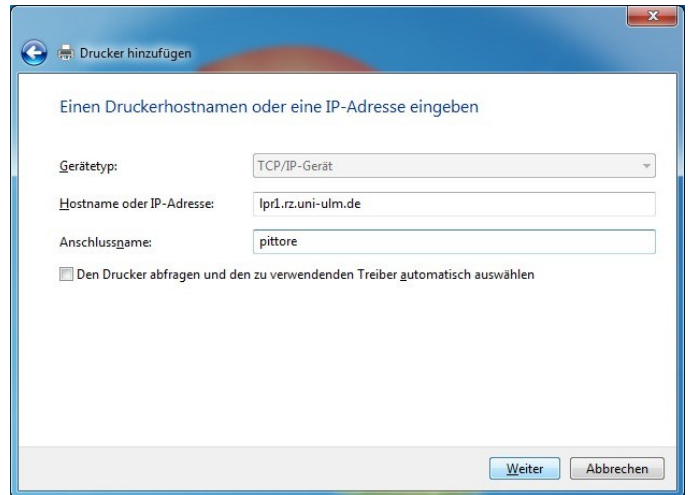 Drucker hinzufügen
Einen Druckerhostnamen oder eine IP-Adresse eingeben
Gerätetyp: TCP/IP-Gerät
Hostname oder IP-Adresse: lpr1.rz.uni-ulm.de
Anschlussname: pittore
Den Drucker abfragen und den zu verwendenden Treiber automatisch auswählen
Weiter Abbrechen